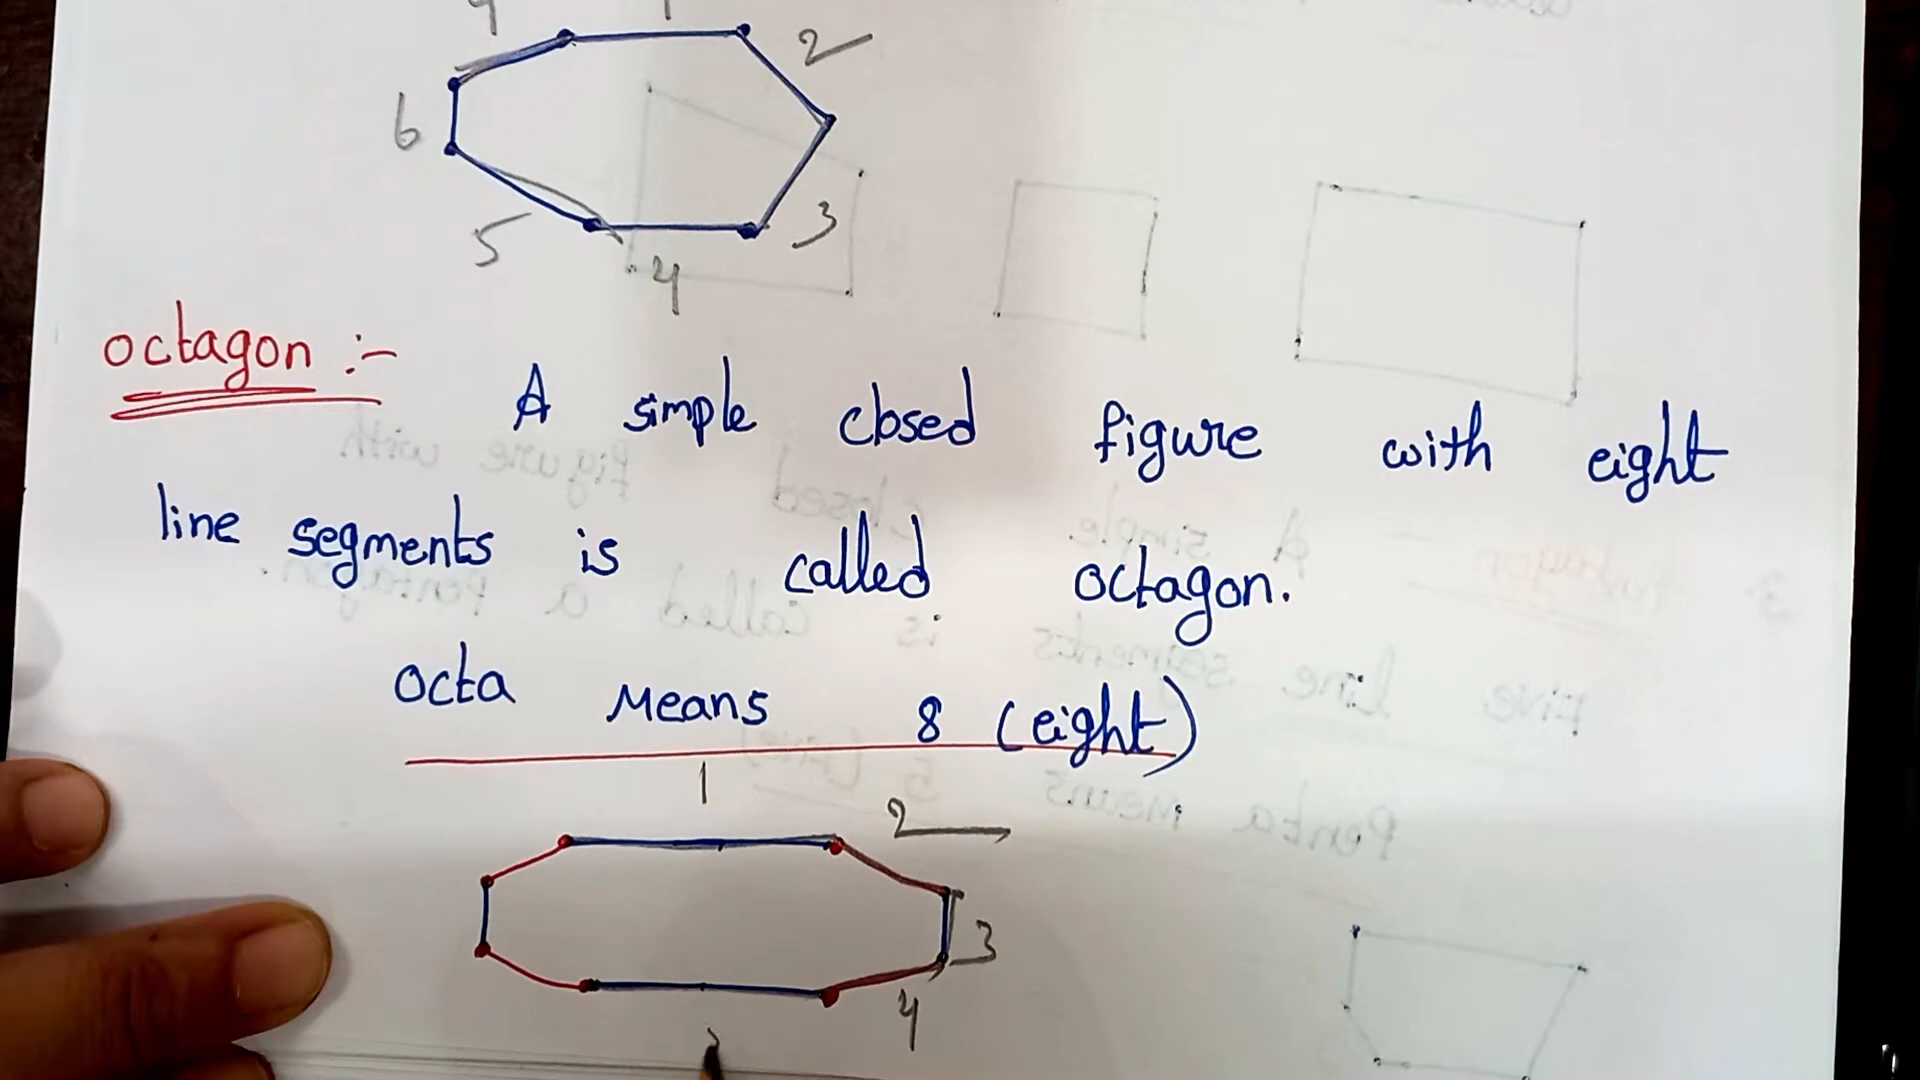 2
6
3
5
4
octagon :-
A simple closed figure with eight
line segments is called octagon.
octa Means 8 (eight)
1
2
3
4